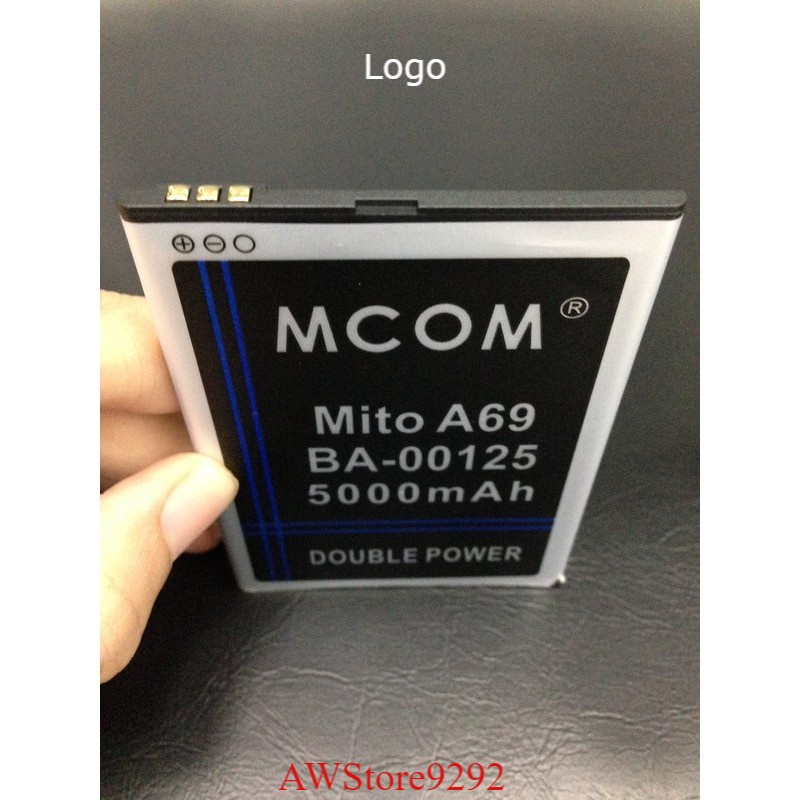 Logo
MCOM ®
Mito A69
BA-00125
5000mAh
DOUBLE POWER
AWStore9292